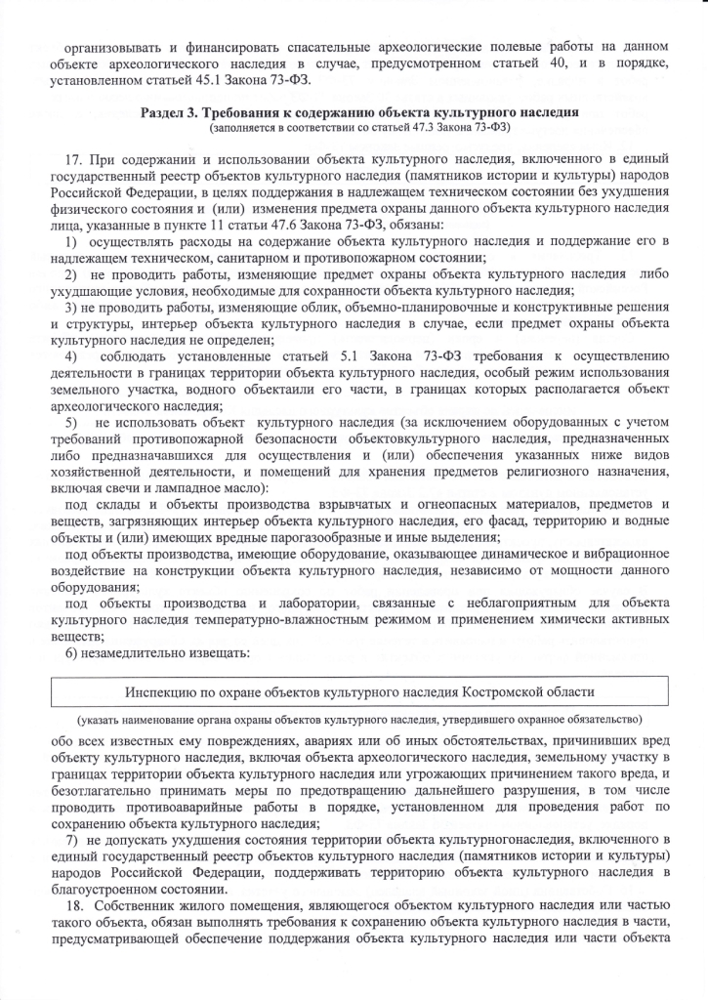 организовывать и финансировать спасательные археологические полевые работы на данном
объекте археологического наследия в случае, предусмотренном статьей 40, и в порядке,
установленном статьей 45.1 Закона 73-ФЗ.
Раздел 3. Требования к содержанию объекта культурного наследия
(заполняется в соответствии со статьей 47.3 Закона 73-ФЗ)
17. При содержании и использовании объекта культурного наследия, включенного в единый
государственный реестр объектов культурного наследия (памятников истории и культуры) народов
Российской Федерации, в целях поддержания в надлежащем техническом состоянии без ухудшения
физического состояния и (или) изменения предмета охраны данного объекта культурного наследия
лица, указанные в пункте 11 статьи 47.6 Закона 73-ФЗ, обязаны:
1) осуществлять расходы на содержание объекта культурного наследия и поддержание его в
надлежащем техническом, санитарном и противопожарном состоянии;
2) не проводить работы, изменяющие предмет охраны объекта культурного наследия либо
ухудшающие условия, необходимые для сохранности объекта культурного наследия;
3) не проводить работы, изменяющие облик, объемно-планировочные и конструктивные решения
и структуры, интерьер объекта культурного наследия в случае, если предмет охраны объекта
культурного наследия не определен;
4) соблюдать установленные статьей 5.1 Закона 73-ФЗ требования к осуществлению
деятельности в границах территории объекта культурного наследия, особый режим использования
земельного участка, водного объектаили его части, в границах которых располагается объект
археологического наследия;
5) не использовать объект культурного наследия (за исключением оборудованных с учетом
требований противопожарной безопасности объектовкультурного наследия, предназначенных
либо предназначавшихся для осуществления и (или) обеспечения указанных ниже видов
хозяйственной деятельности, и помещений для хранения предметов религиозного назначения,
включая свечи и лампадное масло):
под склады и объекты производства взрывчатых и огнеопасных материалов, предметов и
веществ, загрязняющих интерьер объекта культурного наследия, его фасад, территорию и водные
объекты и (или) имеющих вредные парогазообразные и иные выделения;
под объекты производства, имеющие оборудование, оказывающее динамическое и вибрационное
воздействие на конструкции объекта культурного наследия, независимо от мощности данного
оборудования;
под объекты производства и лаборатории, связанные с неблагоприятным для объекта
культурного наследия температурно-влажностным режимом и применением химически активных
веществ;
6) незамедлительно извещать:
Инспекцию по охране объектов культурного наследия Костромской области
(указать наименование органа охраны объектов культурного наследия, утвердившего охранное обязательство)
обо всех известных ему повреждениях, авариях или об иных обстоятельствах, причинивших вред
объекту культурного наследия, включая объекта археологического наследия, земельному участку в
границах территории объекта культурного наследия или угрожающих причинением такого вреда, и
безотлагательно принимать меры по предотвращению дальнейшего разрушения, в том числе
проводить противоаварийные работы в порядке, установленном для проведения работ по
сохранению объекта культурного наследия;
7) не допускать ухудшения состояния территории объекта культурногонаследия, включенного в
единый государственный реестр объектов культурного наследия (памятников истории и культуры)
народов Российской Федерации, поддерживать территорию объекта культурного наследия в
благоустроенном состоянии.
18. Собственник жилого помещения, являющегося объектом культурного наследия или частью
такого объекта, обязан выполнять требования к сохранению объекта культурного наследия в части,
предусматривающей обеспечение поддержания объекта культурного наследия или части объекта